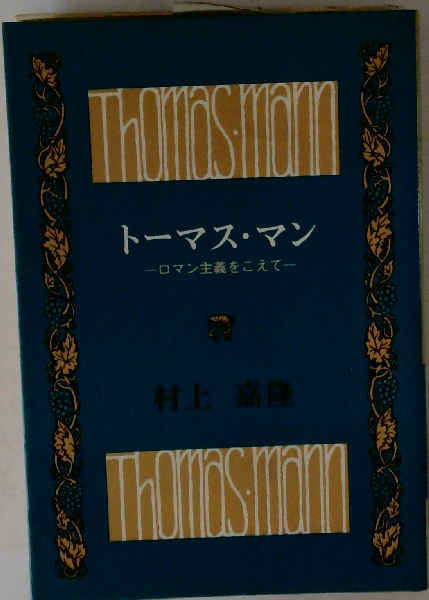 Thomas·mann
トーマス・マン
―ロマン主義をこえて―
村上 嘉隆
Thomas·mann